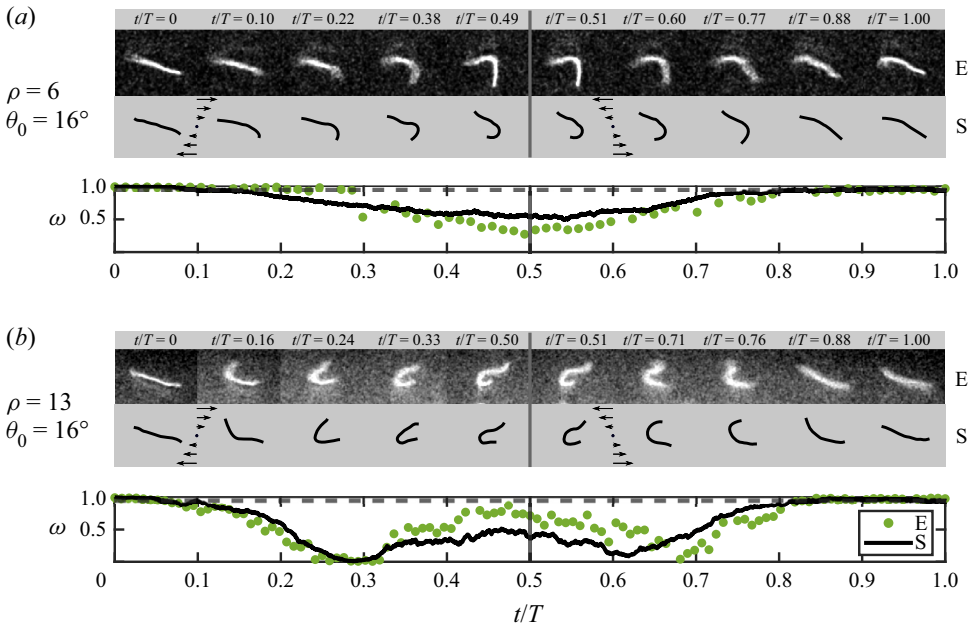 (a)
t/T = 0 t/T = 0.10 t/T = 0.22 t/T = 0.38 t/T = 0.49 t/T = 0.51 t/T = 0.60 t/T = 0.77 t/T = 0.88 t/T = 1.00
E
ρ = 6
θ0 = 16°
S
1.0
ω 0.5
0 0.1 0.2 0.3 0.4 0.5 0.6 0.7 0.8 0.9 1.0
(b)
t/T = 0 t/T = 0.16 t/T = 0.24 t/T = 0.33 t/T = 0.50 t/T = 0.51 t/T = 0.71 t/T = 0.76 t/T = 0.88 t/T = 1.00
E
ρ = 13
θ0 = 16°
S
1.0
ω 0.5
E
S
0 0.1 0.2 0.3 0.4 0.5 0.6 0.7 0.8 0.9 1.0
t/T